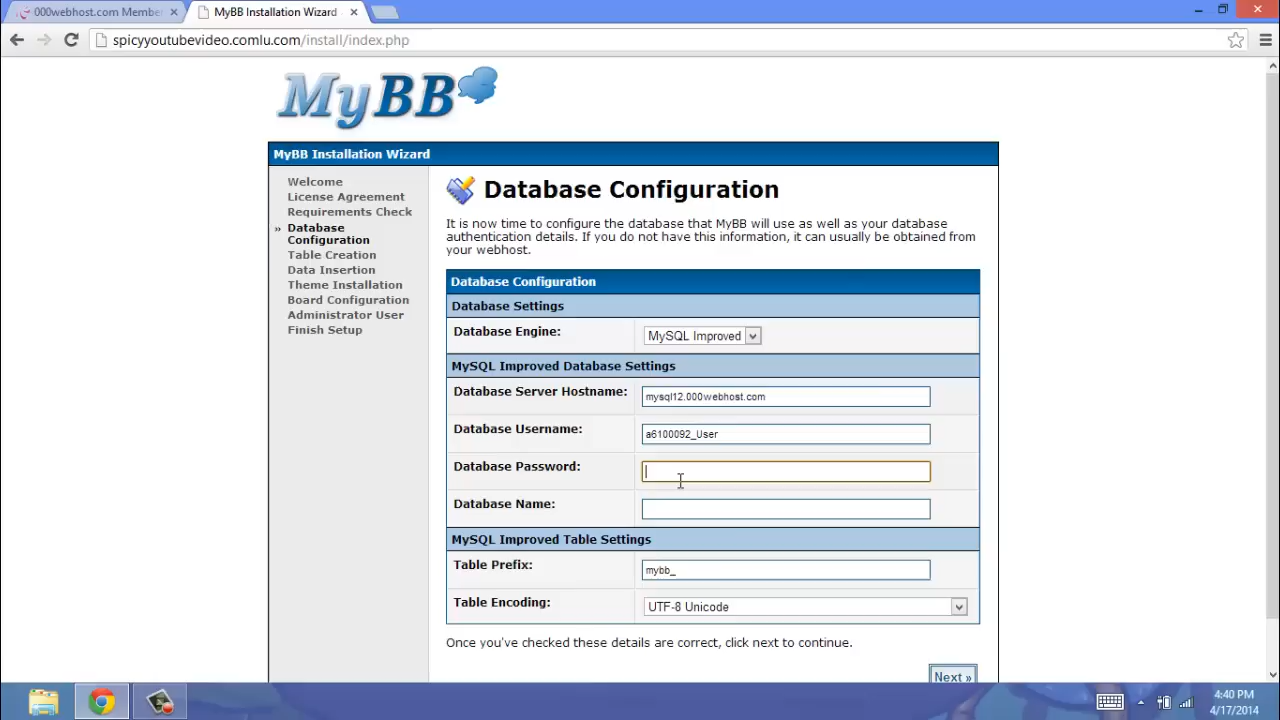 000webhost.com Member
MyBB Installation Wizard
spicyyoutubevideo.comlu.com/install/index.php
MyBB
MyBB Installation Wizard
Welcome
License Agreement
Requirements Check
» Database
Configuration
Table Creation
Data Insertion
Theme Installation
Board Configuration
Administrator User
Finish Setup
Database Configuration
It is now time to configure the database that MyBB will use as well as your database
authentication details. If you do not have this information, it can usually be obtained from
your webhost.
Database Configuration
Database Settings
Database Engine: MySQL Improved
MySQL Improved Database Settings
Database Server Hostname: mysql12.000webhost.com
Database Username: a6100092_User
Database Password:
Database Name:
MySQL Improved Table Settings
Table Prefix: mybb_
Table Encoding: UTF-8 Unicode
Once you've checked these details are correct, click next to continue.
Next »
4:40 PM
4/17/2014